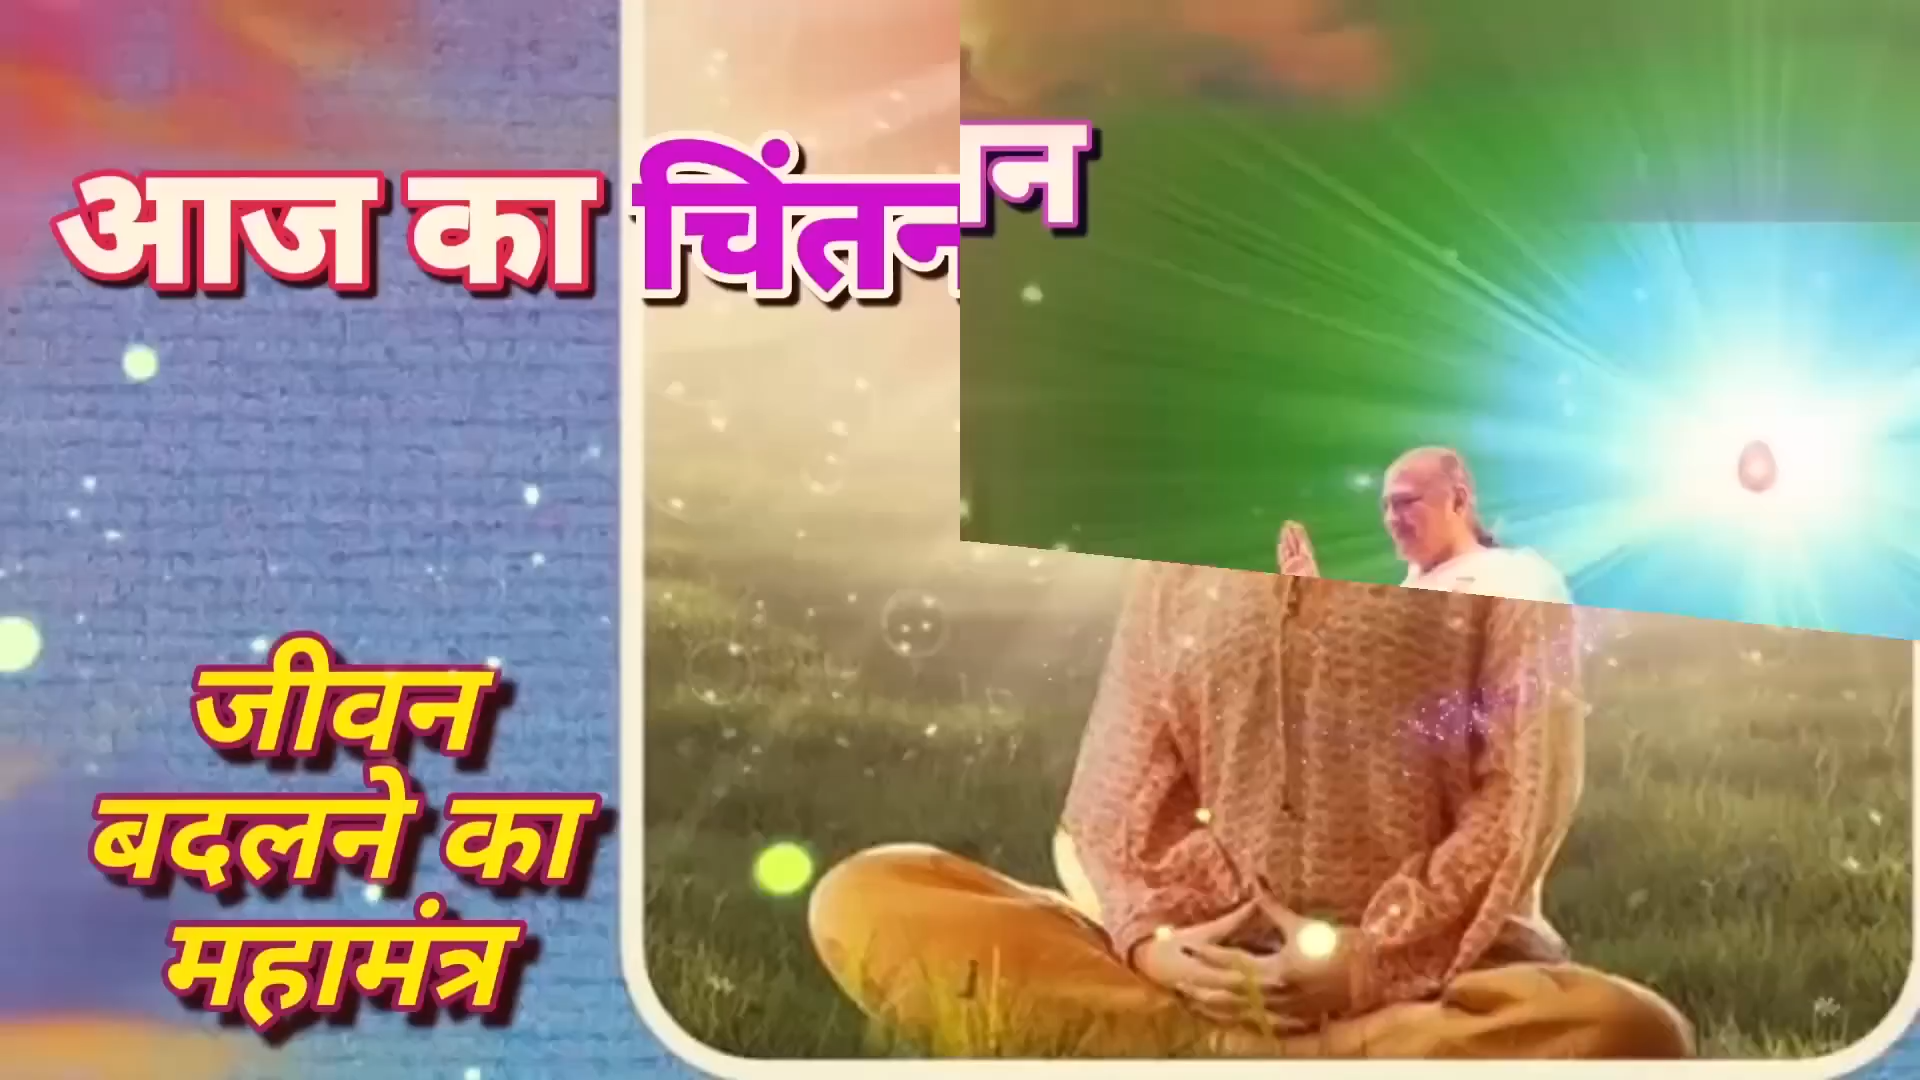 आज का चिंतन
जीवन
बदलने का
महामंत्र